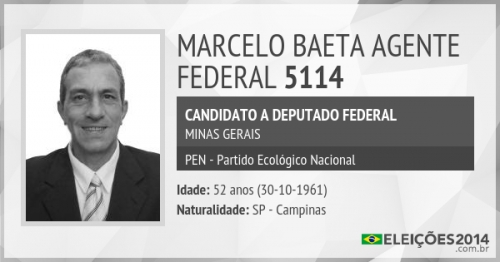 MARCELO BAETA AGENTE
FEDERAL 5114
CANDIDATO A DEPUTADO FEDERAL
MINAS GERAIS
PEN - Partido Ecológico Nacional
Idade: 52 anos (30-10-1961)
Naturalidade: SP - Campinas
ELEIÇÕES2014
.com.br